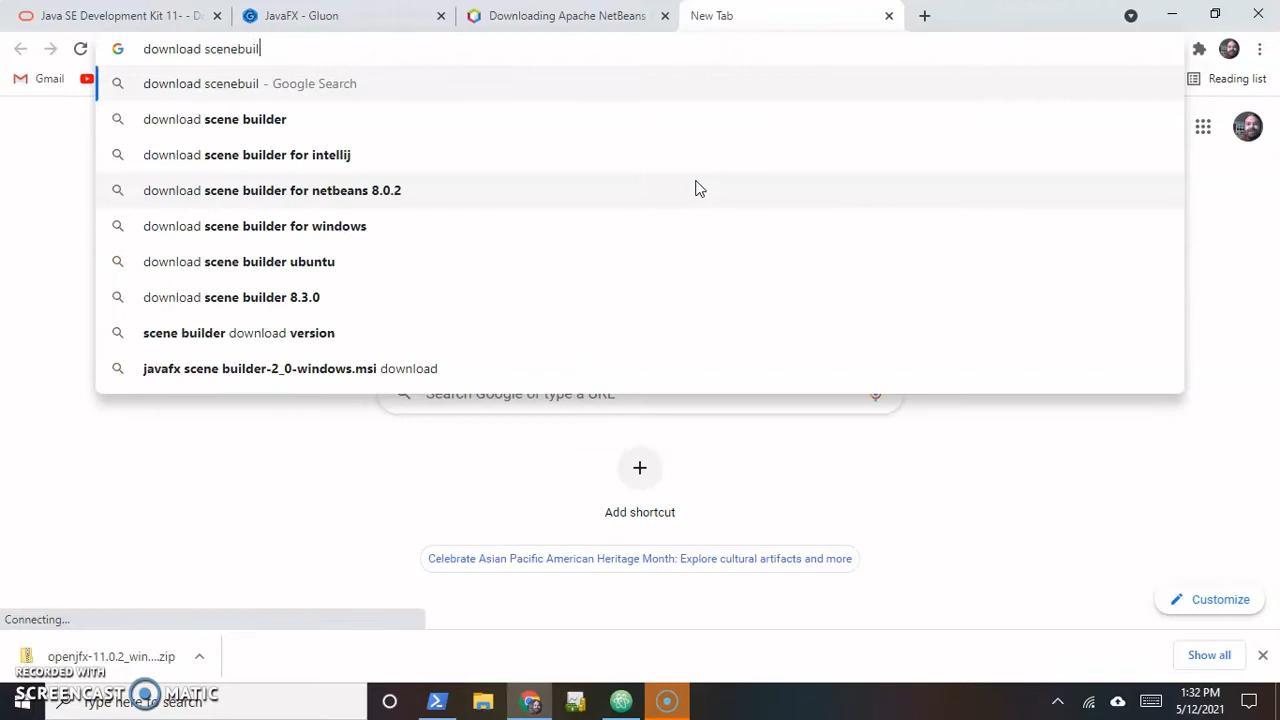 Java SE Development Kit 11- - De
JavaFX - Gluon
Downloading Apache NetBeans
New Tab
download scenebuil
Gmail
Reading list
download scenebuil - Google Search
download scene builder
download scene builder for intellij
download scene builder for netbeans 8.0.2
download scene builder for windows
download scene builder ubuntu
download scene builder 8.3.0
scene builder download version
javafx scene builder-2_0-windows.msi download
Search Google or type a URL
Add shortcut
Celebrate Asian Pacific American Heritage Month: Explore cultural artifacts and more
Customize
Connecting...
openjfx-11.0.2_win....zip
Show all
RECORDED WITH
SCREENCAST MATIC
Type here to search
1:32 PM
5/12/2021